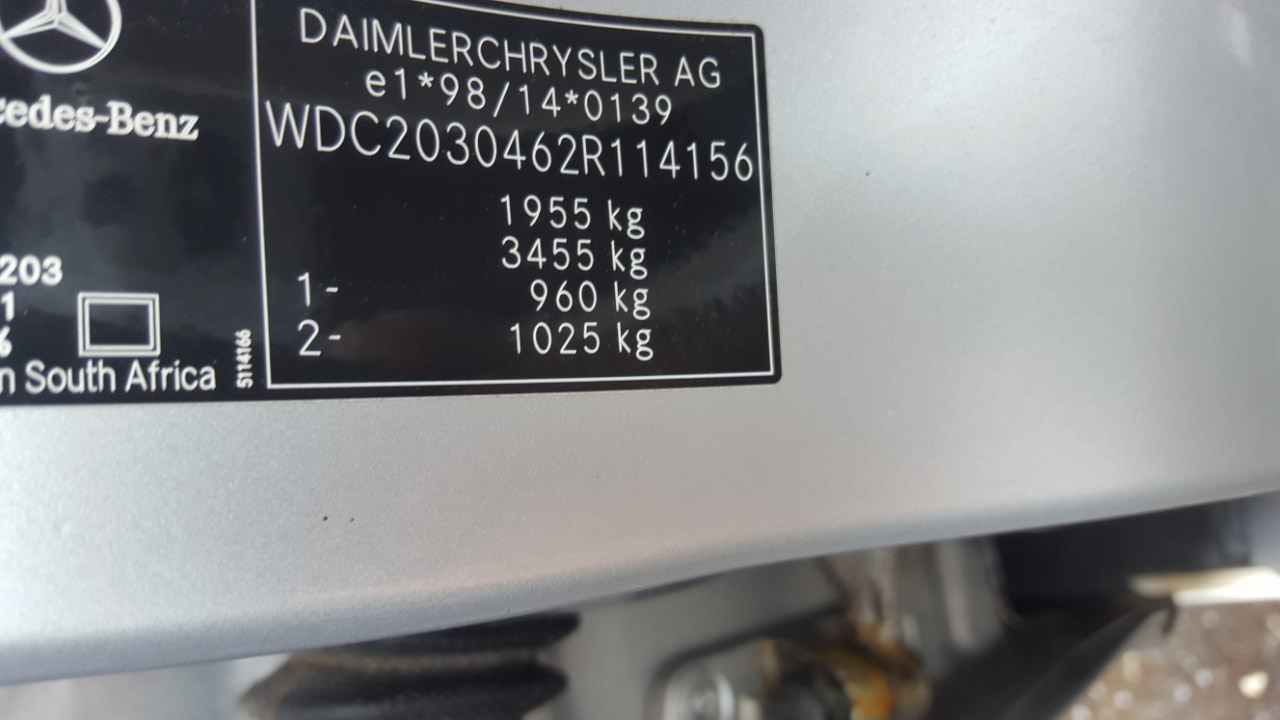 DAIMLERCHRYSLER AG
e1*98/14*0139
WDC2030462R114156
1955 kg
3455 kg
1- 960 kg
2- 1025 kg
cedes-Benz
203
1
n South Africa
5114166